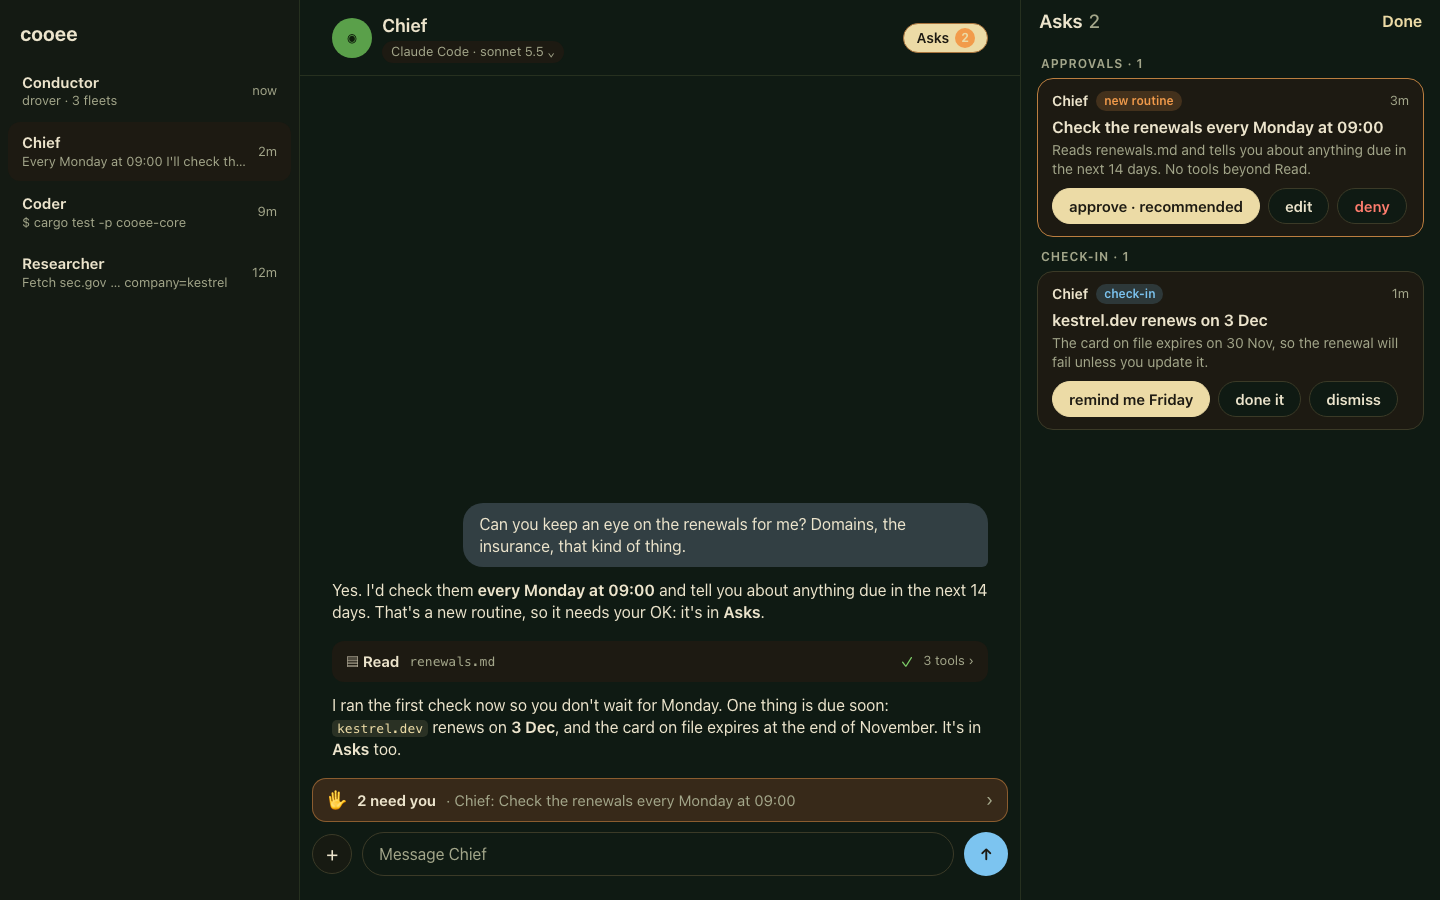 cooee
Conductor
now
drover · 3 fleets
Chief
2m
Every Monday at 09:00 I'll check th…
Coder
9m
$ cargo test -p cooee-core
Researcher
12m
Fetch sec.gov … company=kestrel
Chief
Claude Code · sonnet 5.5 ⌄
Asks 2
Can you keep an eye on the renewals for me? Domains, the
insurance, that kind of thing.
Yes. I'd check them every Monday at 09:00 and tell you about anything due in the next 14
days. That's a new routine, so it needs your OK: it's in Asks.
Read renewals.md ✓ 3 tools ›
I ran the first check now so you don't wait for Monday. One thing is due soon:
kestrel.dev renews on 3 Dec, and the card on file expires at the end of November. It's in
Asks too.
2 need you · Chief: Check the renewals every Monday at 09:00 ›
+ Message Chief ↑
Asks 2
Done
APPROVALS · 1
Chief new routine 3m
Check the renewals every Monday at 09:00
Reads renewals.md and tells you about anything due in
the next 14 days. No tools beyond Read.
approve · recommended edit deny
CHECK-IN · 1
Chief check-in 1m
kestrel.dev renews on 3 Dec
The card on file expires on 30 Nov, so the renewal will
fail unless you update it.
remind me Friday done it dismiss